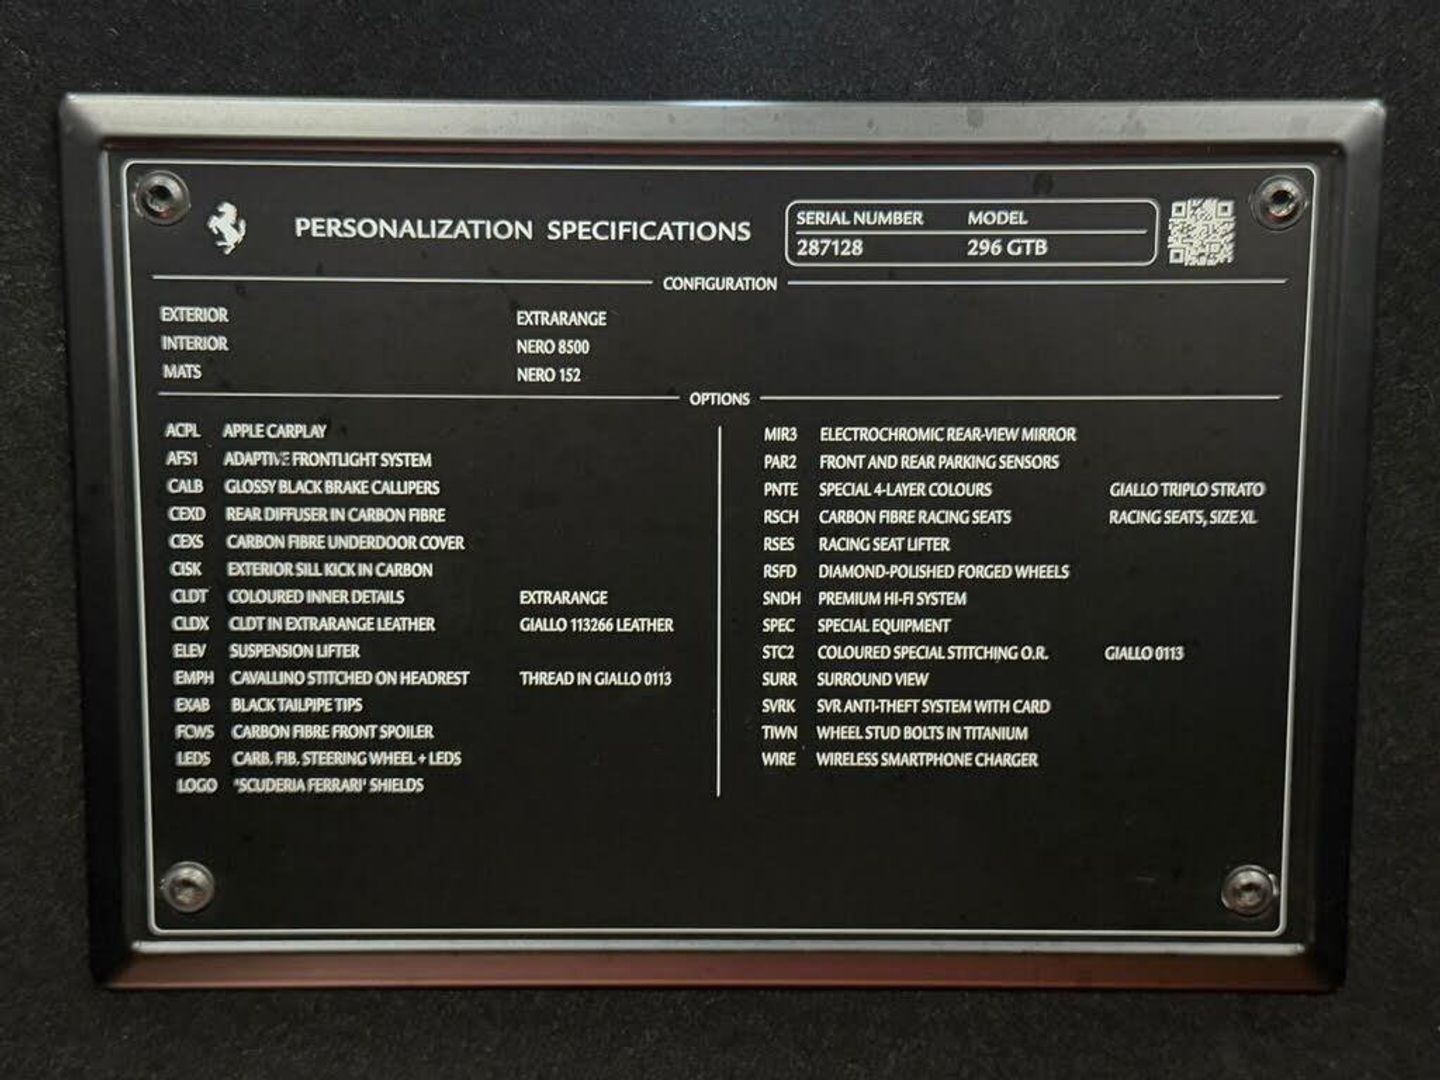 PERSONALIZATION SPECIFICATIONS
SERIAL NUMBER MODEL
287128 296 GTB
CONFIGURATION
EXTERIOR EXTRARANGE
INTERIOR NERO 8500
MATS NERO 152
OPTIONS
ACPL APPLE CARPLAY
AFS1 ADAPTIVE FRONTLIGHT SYSTEM
CALB GLOSSY BLACK BRAKE CALLIPERS
CEXD REAR DIFFUSER IN CARBON FIBRE
CEXS CARBON FIBRE UNDERDOOR COVER
CISK EXTERIOR SILL KICK IN CARBON
CLDT COLOURED INNER DETAILS EXTRARANGE
CLDX CLDT IN EXTRARANGE LEATHER GIALLO 113266 LEATHER
ELEV SUSPENSION LIFTER
EMPH CAVALLINO STITCHED ON HEADREST THREAD IN GIALLO 0113
EXAB BLACK TAILPIPE TIPS
FCWS CARBON FIBRE FRONT SPOILER
LEDS CARB. FIB. STEERING WHEEL + LEDS
LOGO "SCUDERIA FERRARI" SHIELDS
MIR3 ELECTROCHROMIC REAR-VIEW MIRROR
PAR2 FRONT AND REAR PARKING SENSORS
PNTE SPECIAL 4-LAYER COLOURS GIALLO TRIPLO STRATO
RSCH CARBON FIBRE RACING SEATS RACING SEATS, SIZE XL
RSES RACING SEAT LIFTER
RSFD DIAMOND-POLISHED FORGED WHEELS
SNDH PREMIUM HI-FI SYSTEM
SPEC SPECIAL EQUIPMENT
STC2 COLOURED SPECIAL STITCHING O.R. GIALLO 0113
SURR SURROUND VIEW
SVRK SVR ANTI-THEFT SYSTEM WITH CARD
TIWN WHEEL STUD BOLTS IN TITANIUM
WIRE WIRELESS SMARTPHONE CHARGER